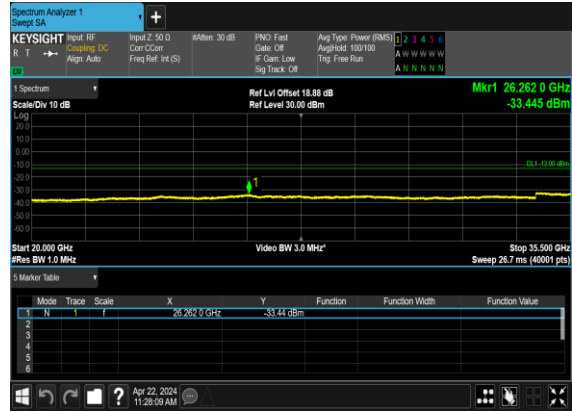 Spectrum Analyzer 1
Swept SA
+
KEYSIGHT Input: RF Input Z: 50 Ω #Atten: 30 dB PNO: Fast Avg Type: Power (RMS) 1 2 3 4 5 6
R T Coupling: DC Corr CCorr Gate: Off Avg|Hold: 100/100 A W W W W W
Align: Auto Freq Ref: Int (S) IF Gain: Low Trig: Free Run
Sig Track: Off A N N N N N
1 Spectrum Ref Lvl Offset 18.88 dB Mkr1 26.262 0 GHz
Scale/Div 10 dB Ref Level 30.00 dBm -33.445 dBm
Log
20.0
10.0
0.00
-10.0 DL1 -13.00 dBm
-20.0
-30.0 1
-40.0
-50.0
-60.0
Start 20.000 GHz Video BW 3.0 MHz* Stop 35.500 GHz
#Res BW 1.0 MHz Sweep 26.7 ms (40001 pts)
5 Marker Table
Mode Trace Scale X Y Function Function Width Function Value
1 N 1 f 26.262 0 GHz -33.44 dBm
2
3
4
5
6
? Apr 22, 2024
11:28:09 AM